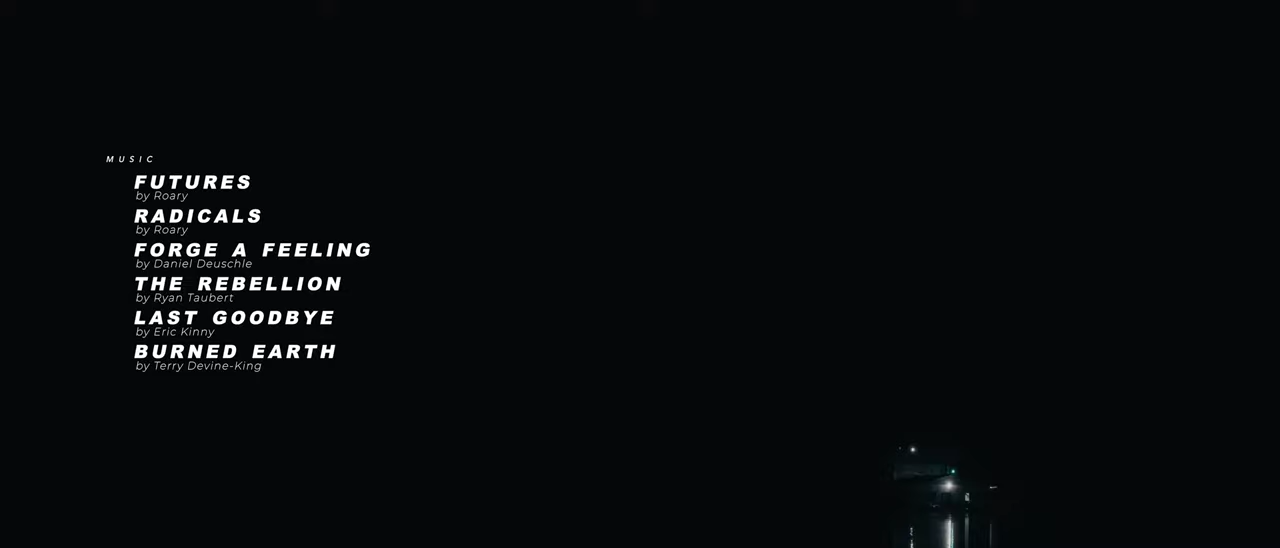 MUSIC
FUTURES
by Roary
RADICALS
by Roary
FORGE A FEELING
by Daniel Deuschle
THE REBELLION
by Ryan Taubert
LAST GOODBYE
by Eric Kinny
BURNED EARTH
by Terry Devine-King